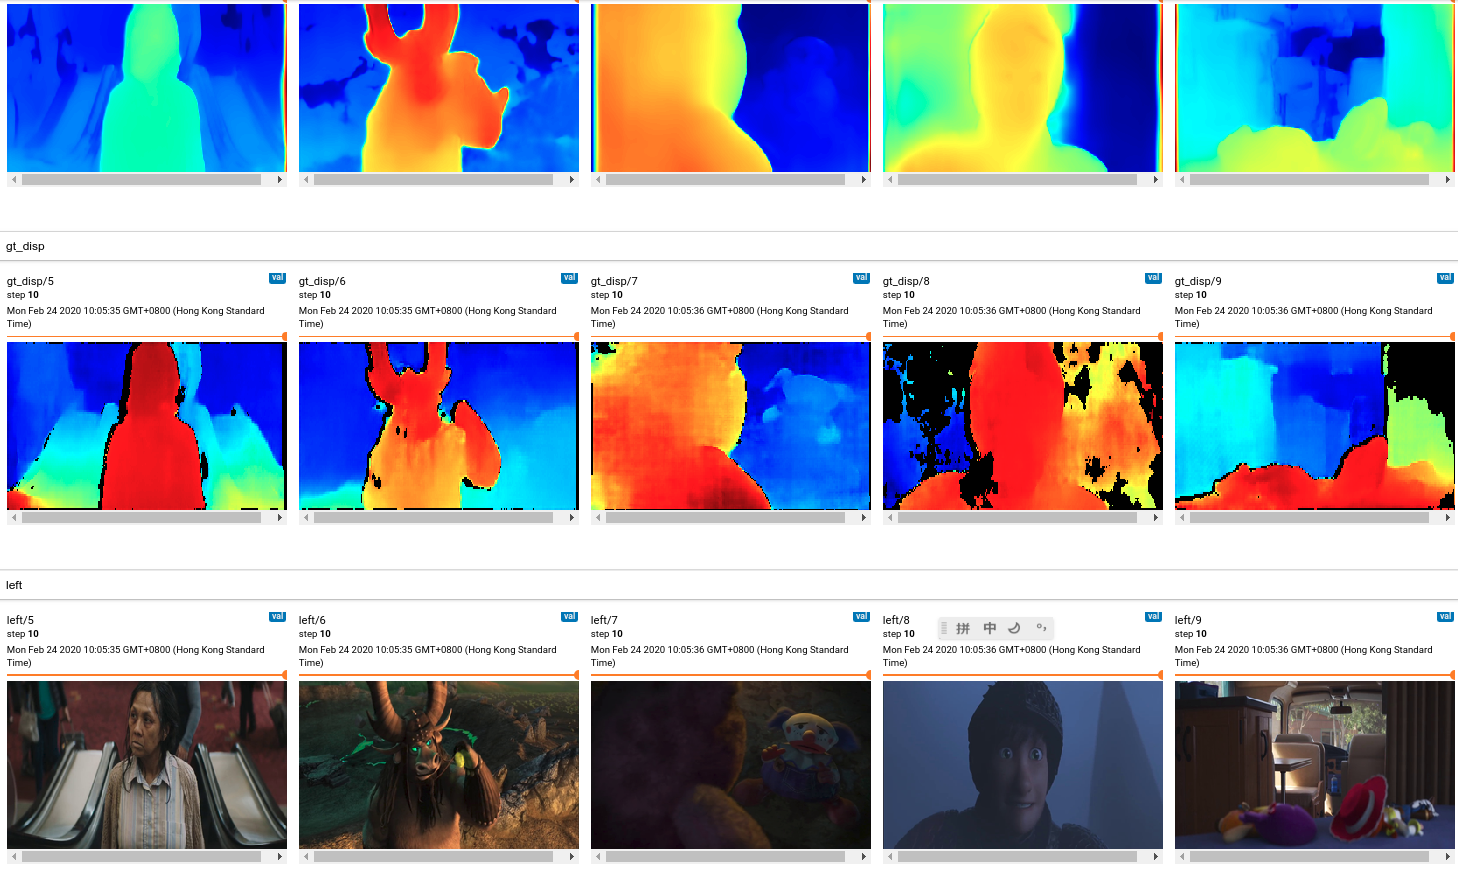 gt_disp
gt_disp/5
val
step 10
Mon Feb 24 2020 10:05:35 GMT+0800 (Hong Kong Standard
Time)
gt_disp/6
val
step 10
Mon Feb 24 2020 10:05:35 GMT+0800 (Hong Kong Standard
Time)
gt_disp/7
val
step 10
Mon Feb 24 2020 10:05:36 GMT+0800 (Hong Kong Standard
Time)
gt_disp/8
val
step 10
Mon Feb 24 2020 10:05:36 GMT+0800 (Hong Kong Standard
Time)
gt_disp/9
val
step 10
Mon Feb 24 2020 10:05:36 GMT+0800 (Hong Kong Standard
Time)
left
left/5
val
step 10
Mon Feb 24 2020 10:05:35 GMT+0800 (Hong Kong Standard
Time)
left/6
val
step 10
Mon Feb 24 2020 10:05:35 GMT+0800 (Hong Kong Standard
Time)
left/7
val
step 10
Mon Feb 24 2020 10:05:36 GMT+0800 (Hong Kong Standard
Time)
left/8
val
step 10
拼 中
Mon Feb 24 2020 10:05:36 GMT+0800 (Hong Kong Standard
Time)
left/9
val
step 10
Mon Feb 24 2020 10:05:36 GMT+0800 (Hong Kong Standard
Time)